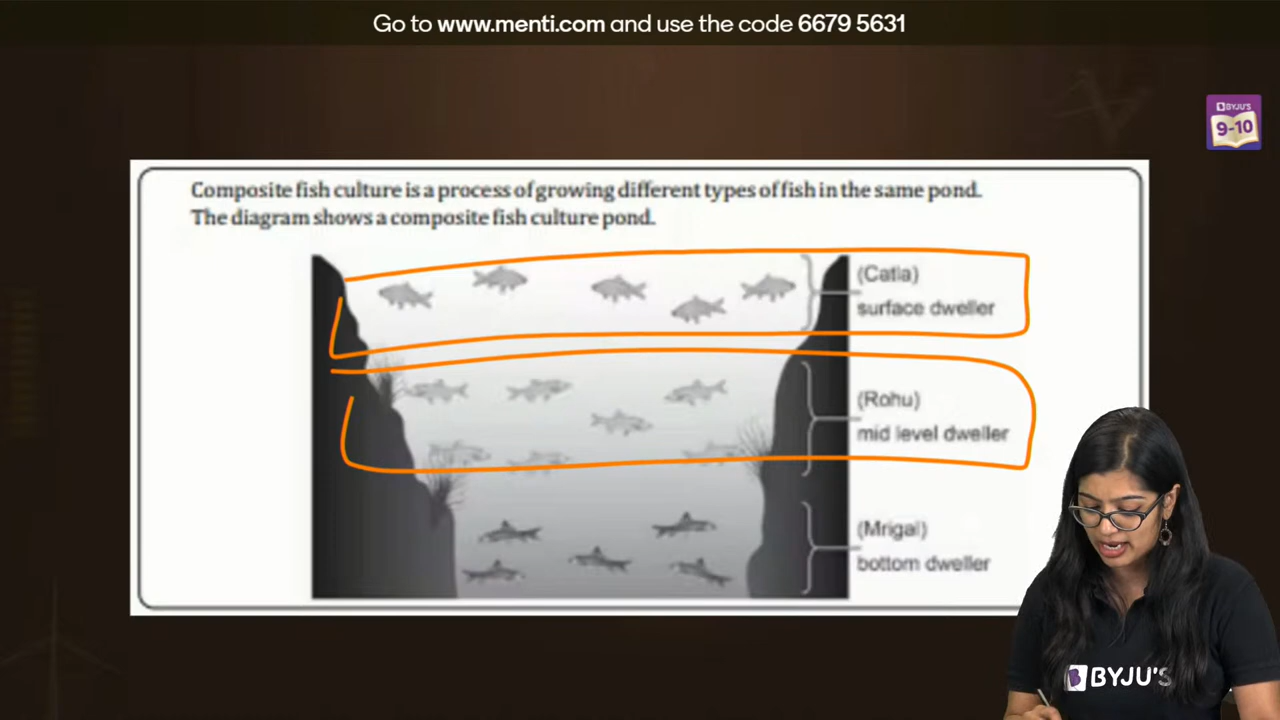 Go to www.menti.com and use the code 6679 5631
BYJU'S
9-10
Composite fish culture is a process of growing different types of fish in the same pond.
The diagram shows a composite fish culture pond.
(Catla)
surface dweller
(Rohu)
mid level dweller
(Mrigal)
bottom dweller
BYJU'S